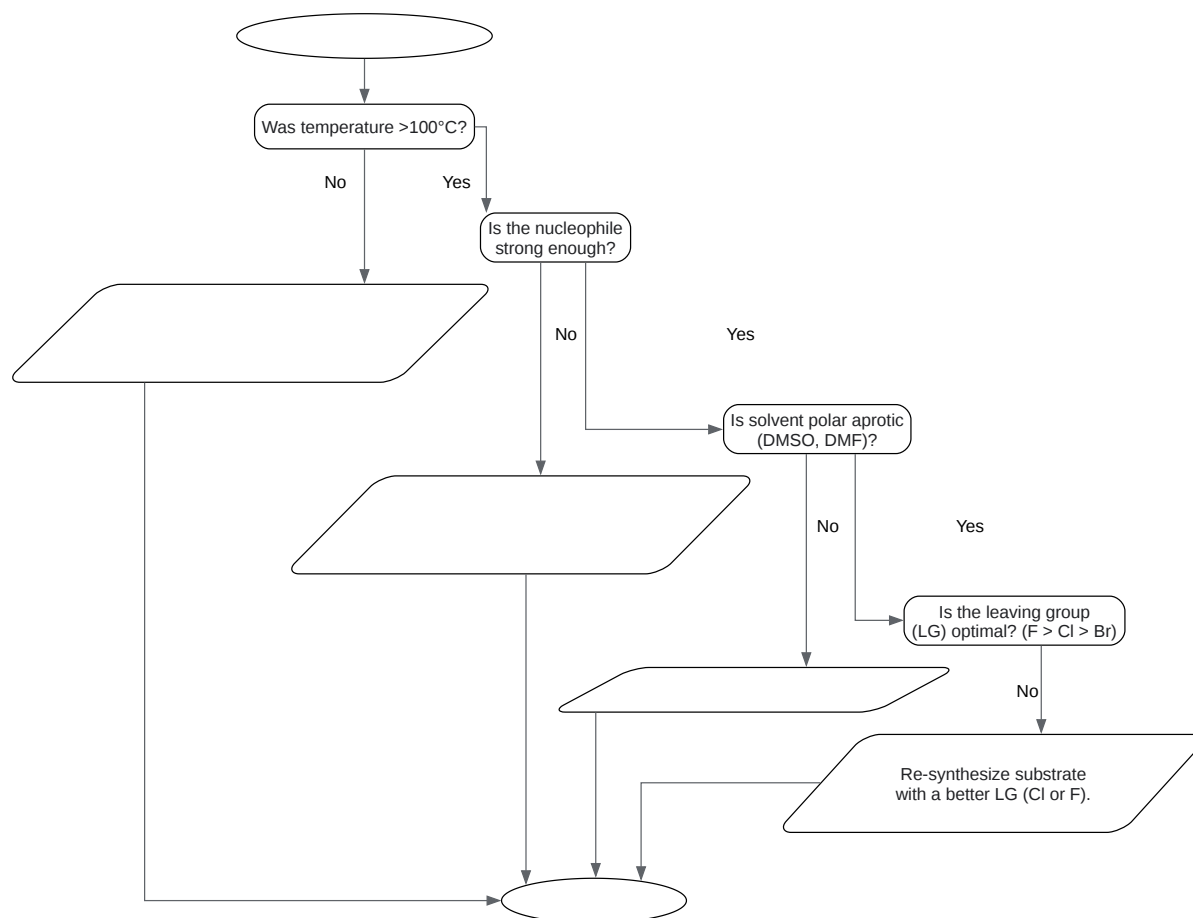 Was temperature >100°C?
No
Yes
Is the nucleophile
strong enough?
No
Yes
Is solvent polar aprotic
(DMSO, DMF)?
No
Yes
Is the leaving group
(LG) optimal? (F > Cl > Br)
No
Re-synthesize substrate
with a better LG (Cl or F).